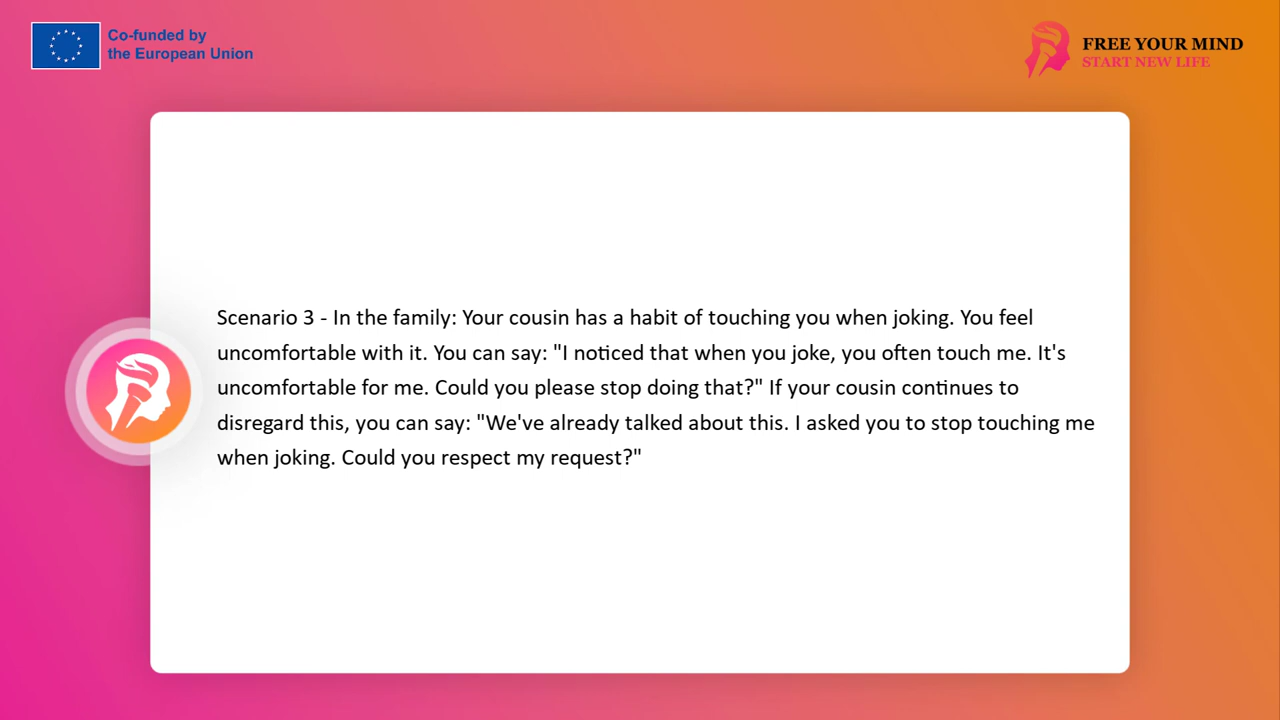 Co-funded by
the European Union
FREE YOUR MIND
START NEW LIFE
Scenario 3 - In the family: Your cousin has a habit of touching you when joking. You feel
uncomfortable with it. You can say: "I noticed that when you joke, you often touch me. It's
uncomfortable for me. Could you please stop doing that?" If your cousin continues to
disregard this, you can say: "We've already talked about this. I asked you to stop touching me
when joking. Could you respect my request?"